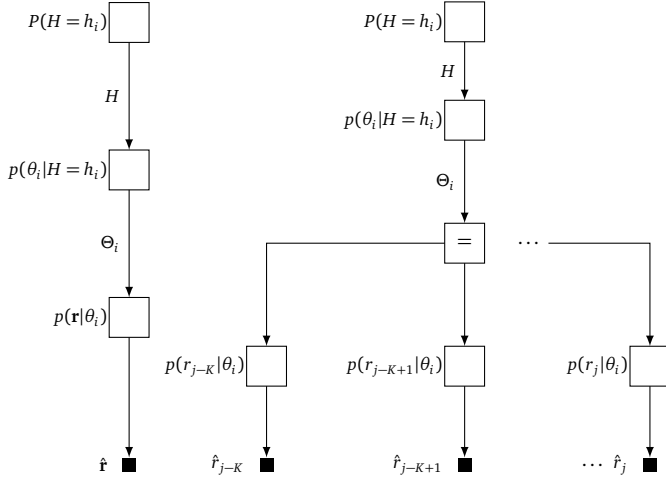 P(H = h_i)
H
p(θ_i|H = h_i)
Θ_i
p(𝐫|θ_i)
𝐫̂
P(H = h_i)
H
p(θ_i|H = h_i)
Θ_i
= ⋯
p(r_{j−K}|θ_i) p(r_{j−K+1}|θ_i) p(r_j|θ_i)
r̂_{j−K} r̂_{j−K+1} ⋯ r̂_j